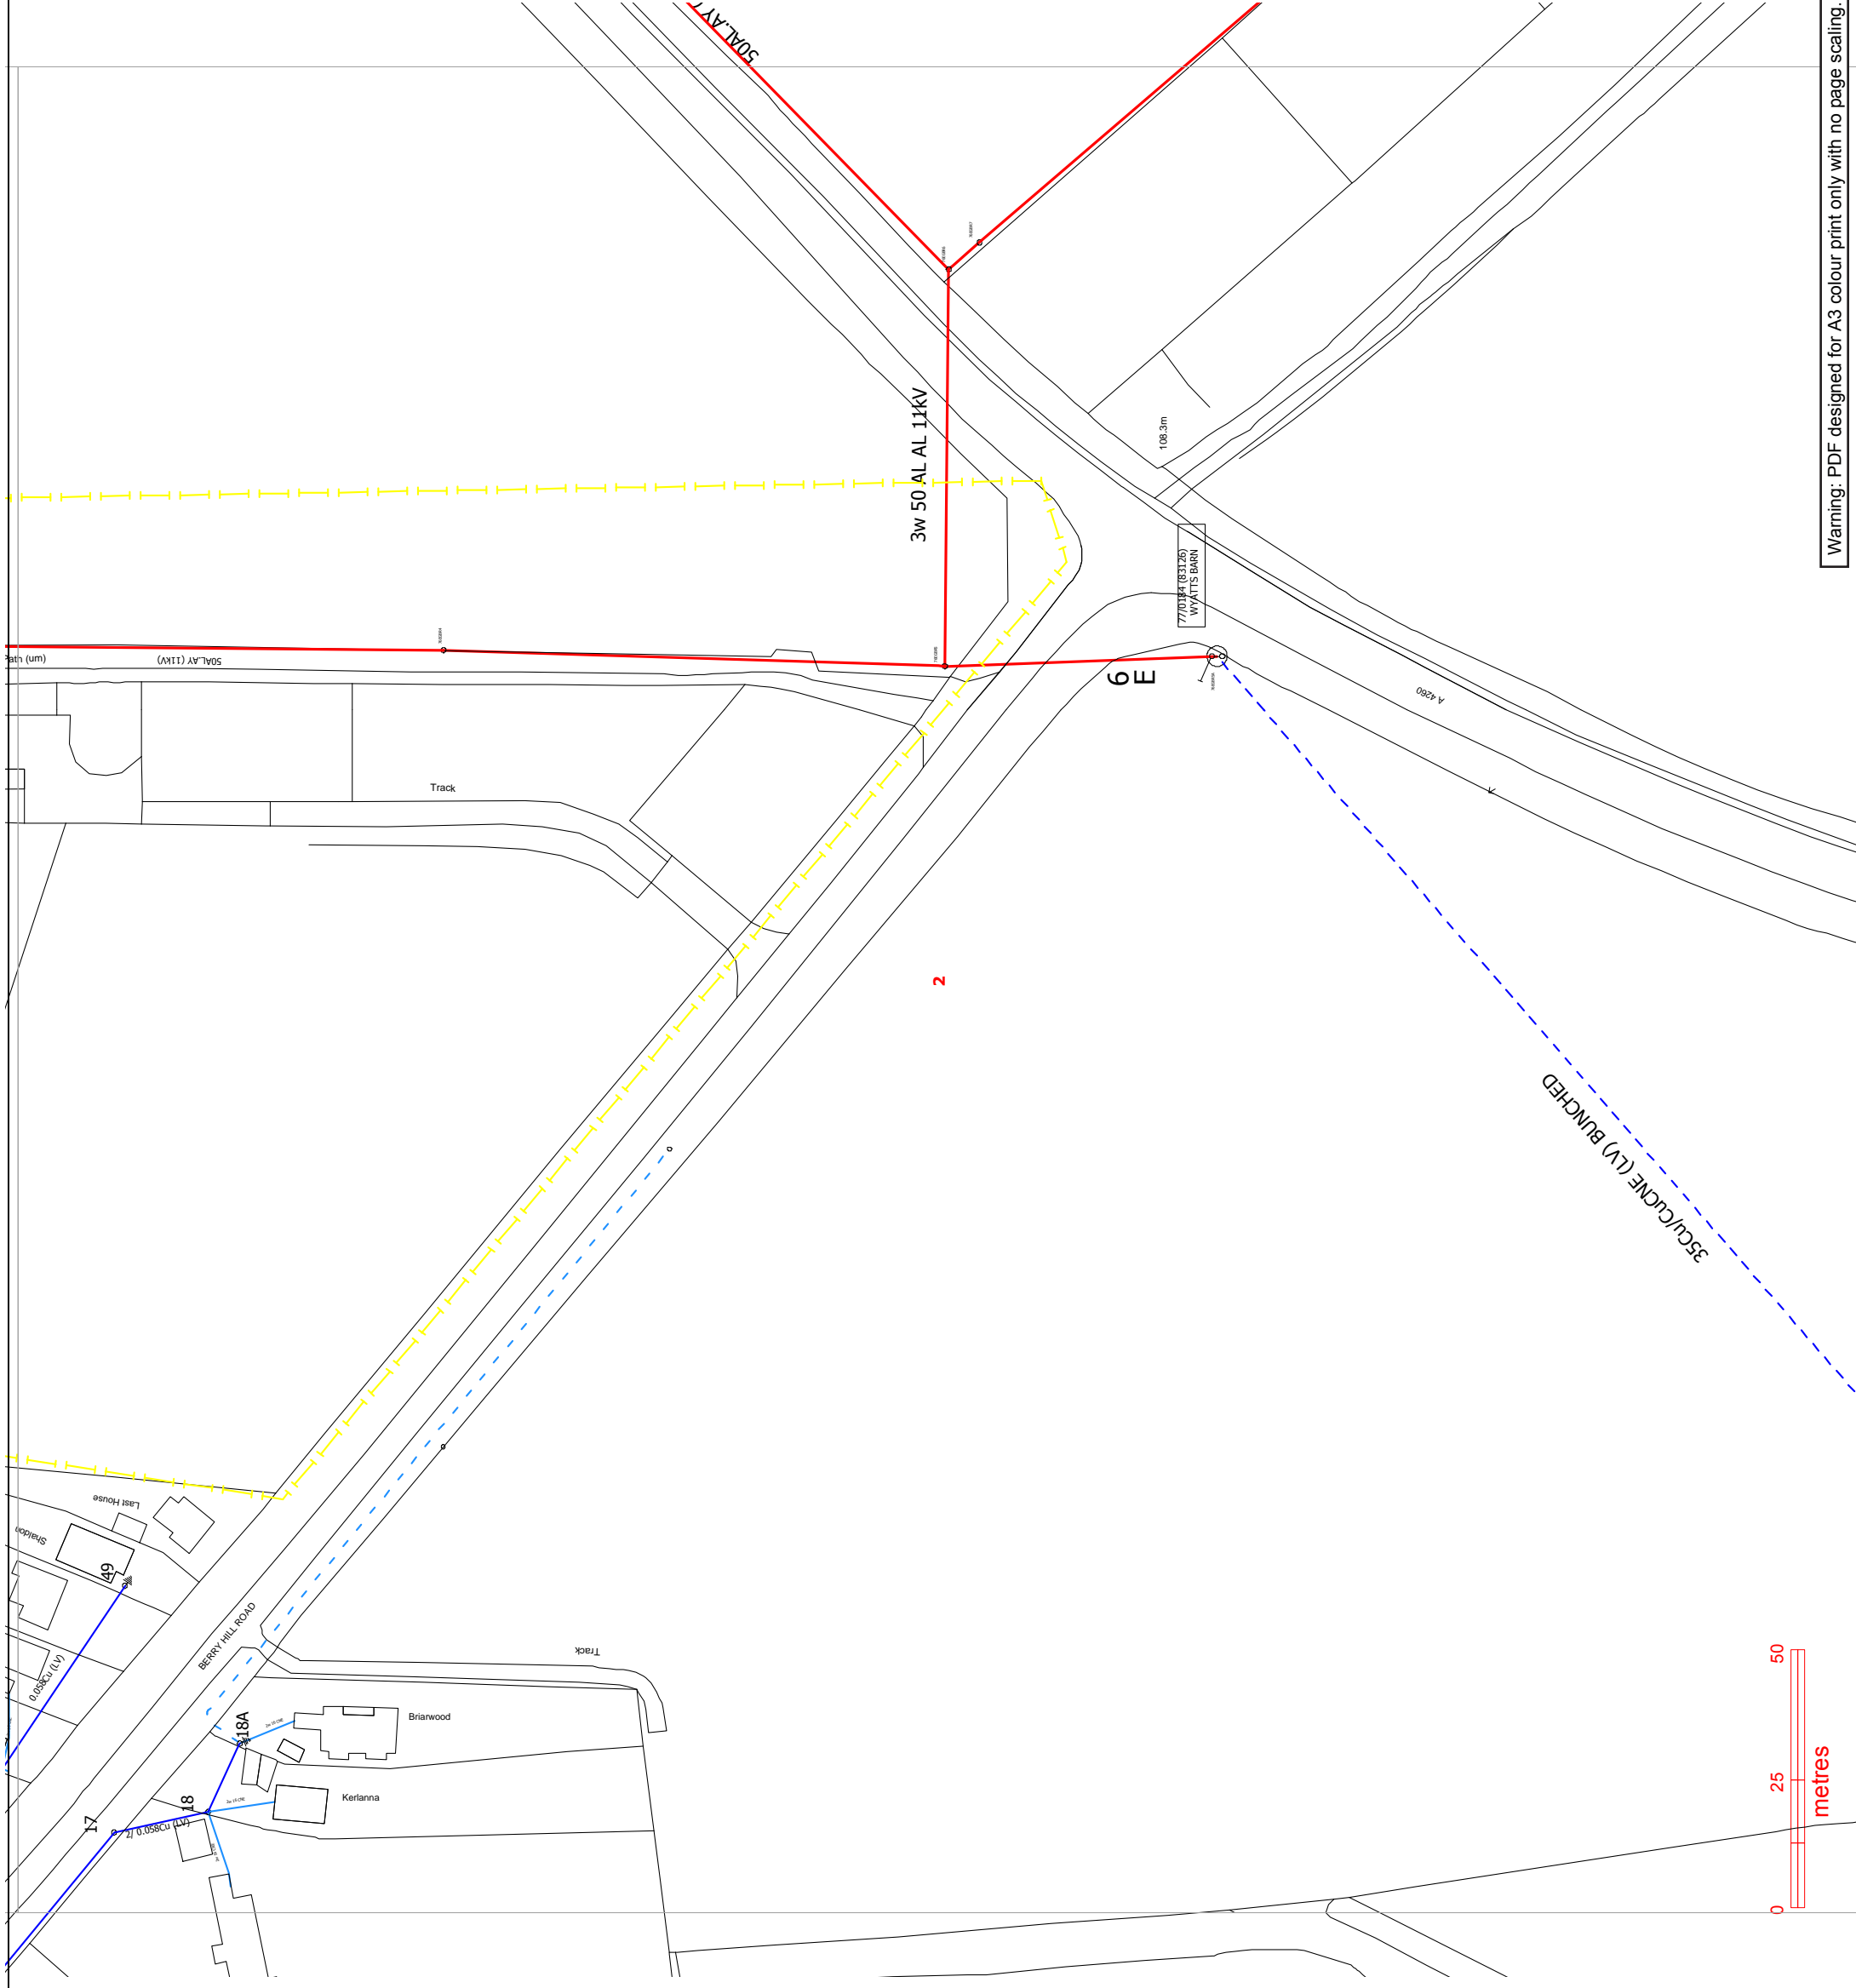 50AL.AY (
Warning: PDF designed for A3 colour print only with no page scaling.
3w 50 AL AL 11kV
108.3m
77/0184 (83126)
WYATTS BARN
Path (um)
50AL.AY (11kV)
6
E
A 4260
Track
2
35Cu/CuCNE (LV) BUNCHED
Last House
Shaldon
49
BERRY HILL ROAD
0.058Cu (LV)
Track
18A
Briarwood
18
Kerlanna
17
2/ 0.058Cu (LV)
0
25
50
metres